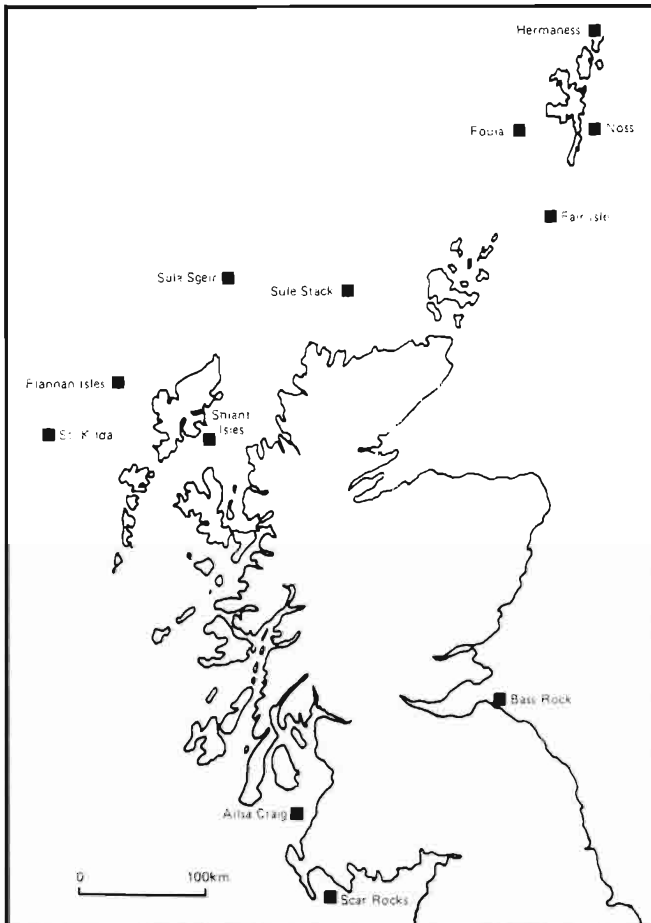 Hermaness
Foula
Noss
Fair Isle
Sula Sgeir
Sule Stack
Flannan Isles
Shiant
Isles
St. Kilda
Bass Rock
Ailsa Craig
0 100km.
Scar Rocks